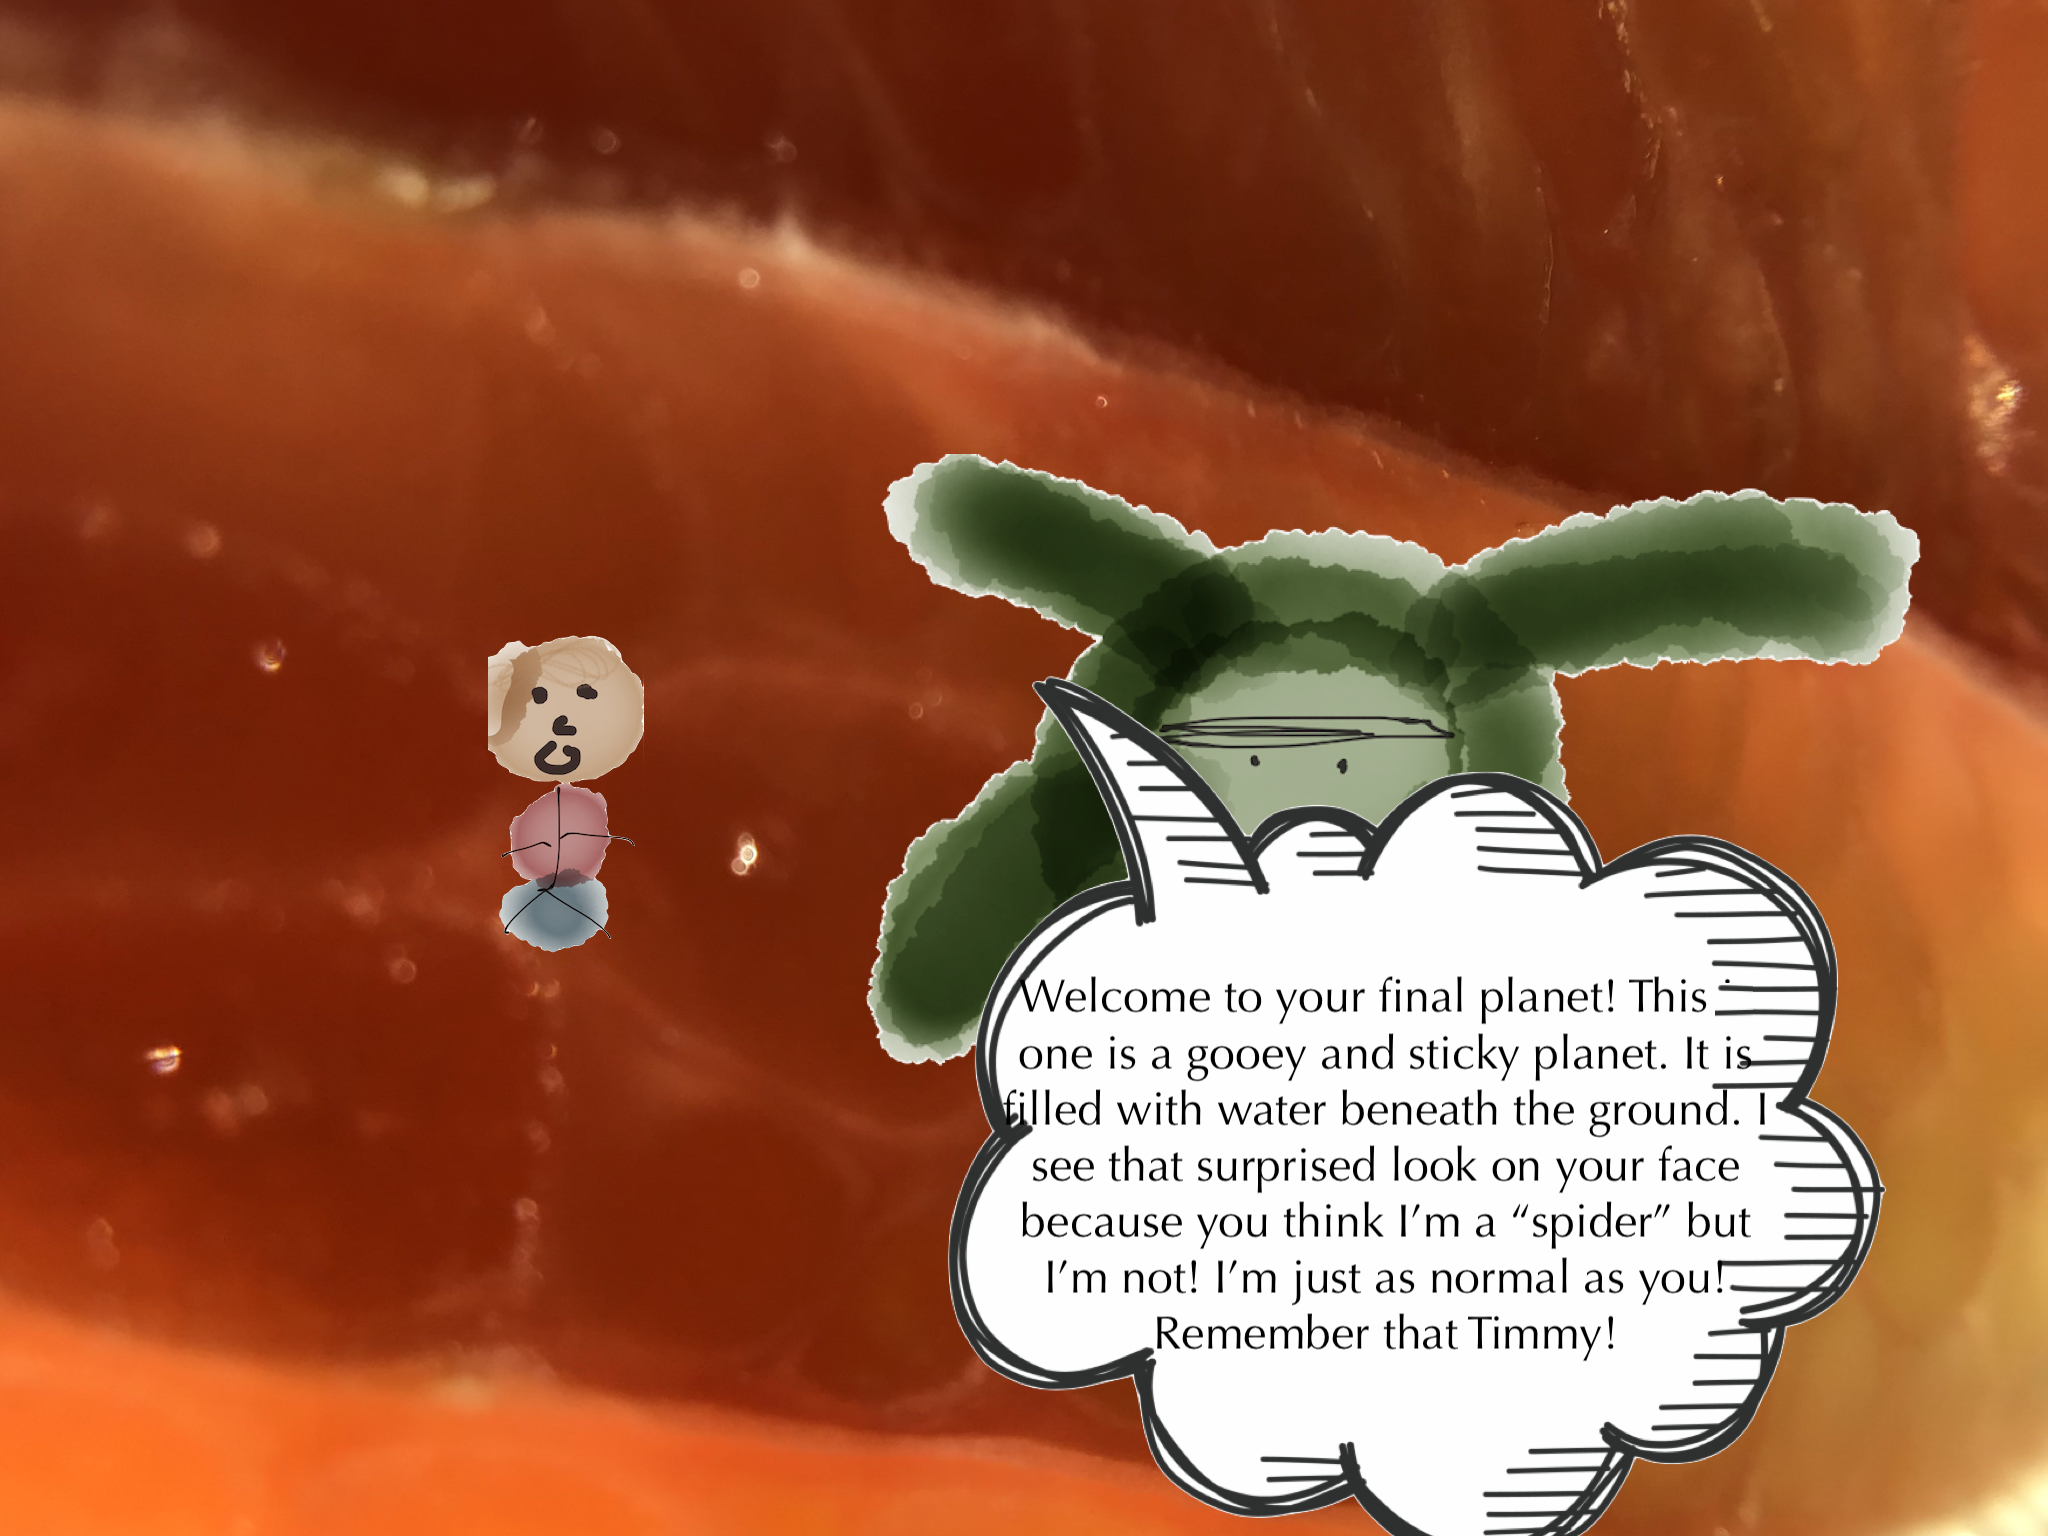 Welcome to your final planet! This
one is a gooey and sticky planet. It is
filled with water beneath the ground. I
see that surprised look on your face
because you think I’m a “spider” but
I’m not! I’m just as normal as you!
Remember that Timmy!